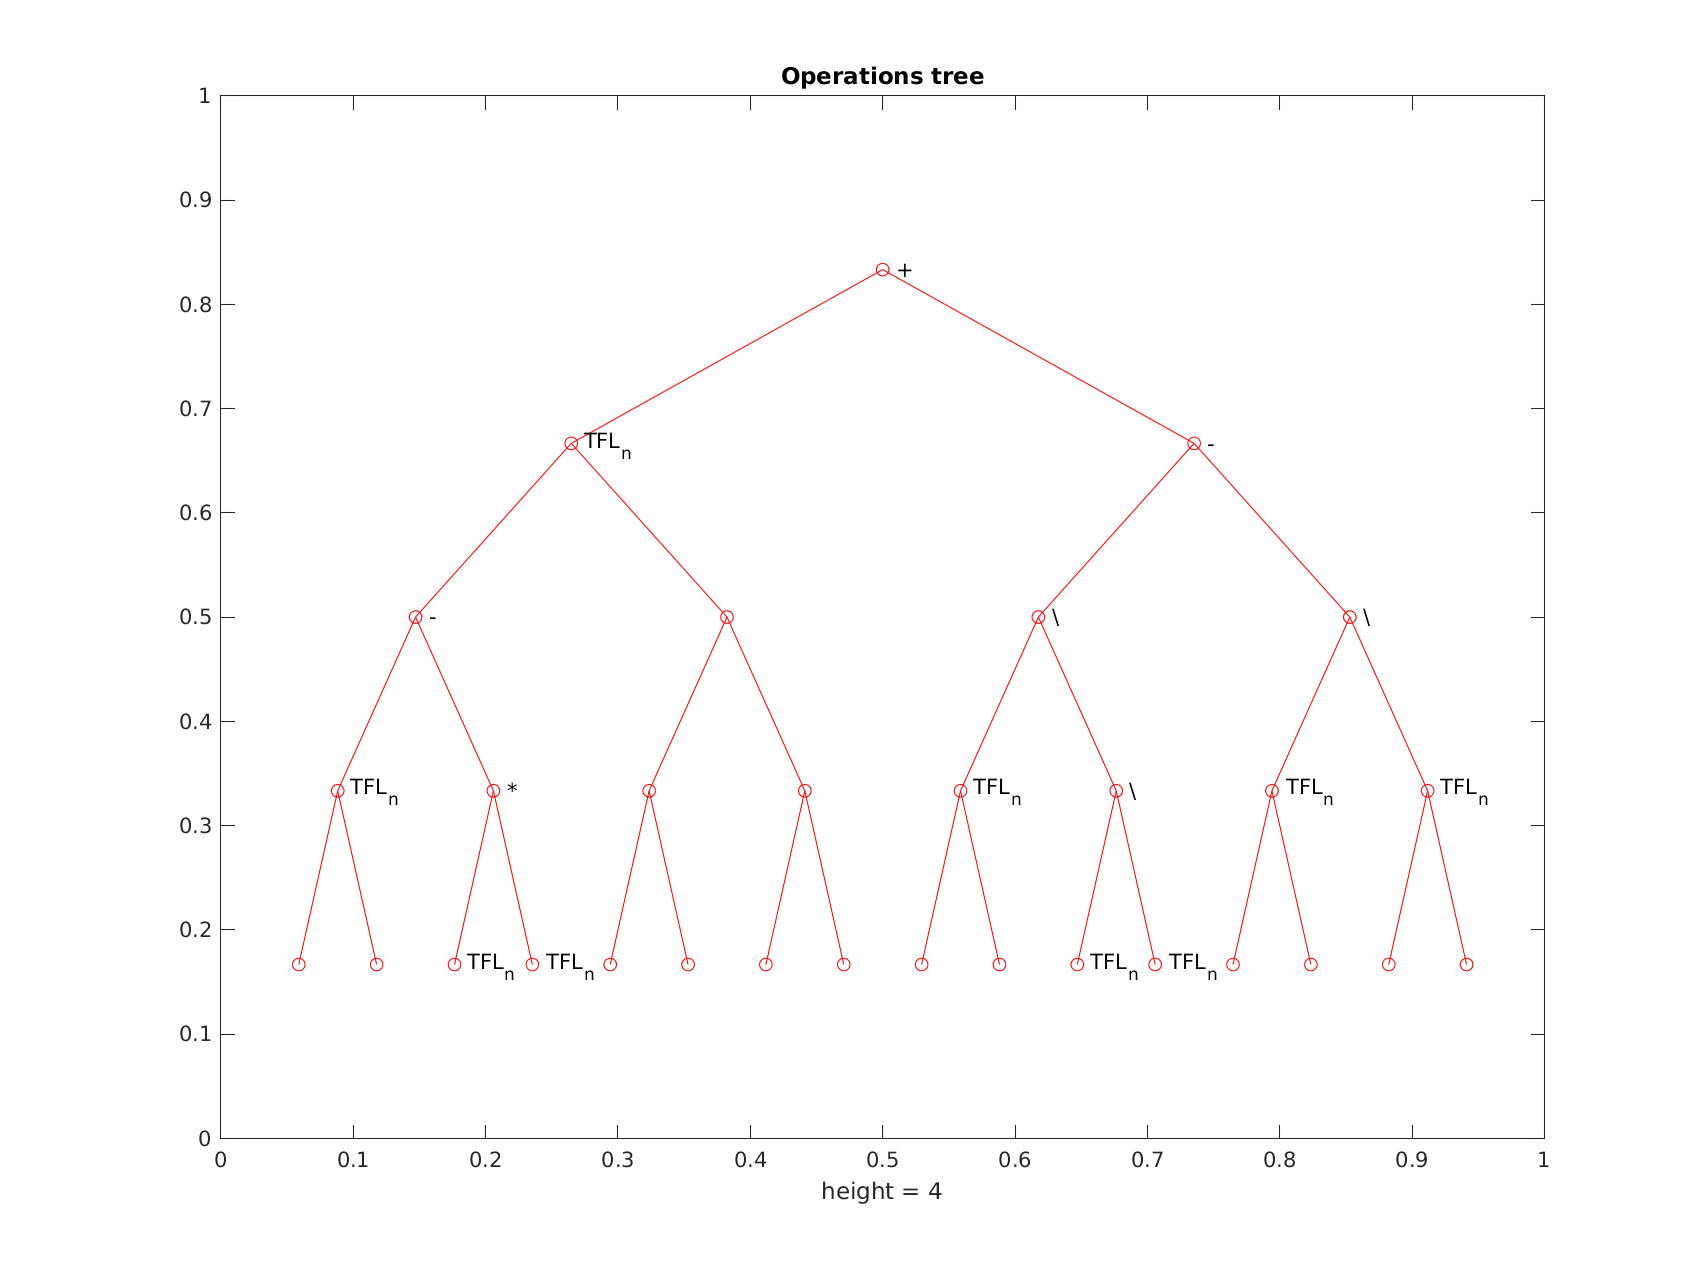 Operations tree
1
0.9
0.8
0.7
0.6
0.5
0.4
0.3
0.2
0.1
0
+
TFLn -
- \ \
TFLn * TFLn \ TFLn TFLn
TFLn TFLn TFLn TFLn
0 0.1 0.2 0.3 0.4 0.5 0.6 0.7 0.8 0.9 1
height = 4